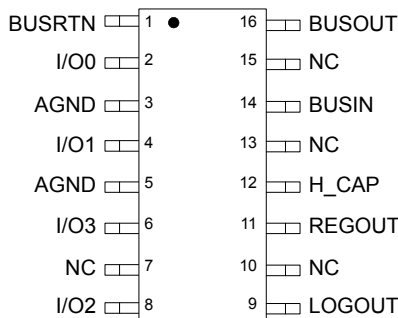 BUSRTN 1 16 BUSOUT
I/O0 2 15 NC
AGND 3 14 BUSIN
I/O1 4 13 NC
AGND 5 12 H_CAP
I/O3 6 11 REGOUT
NC 7 10 NC
I/O2 8 9 LOGOUT